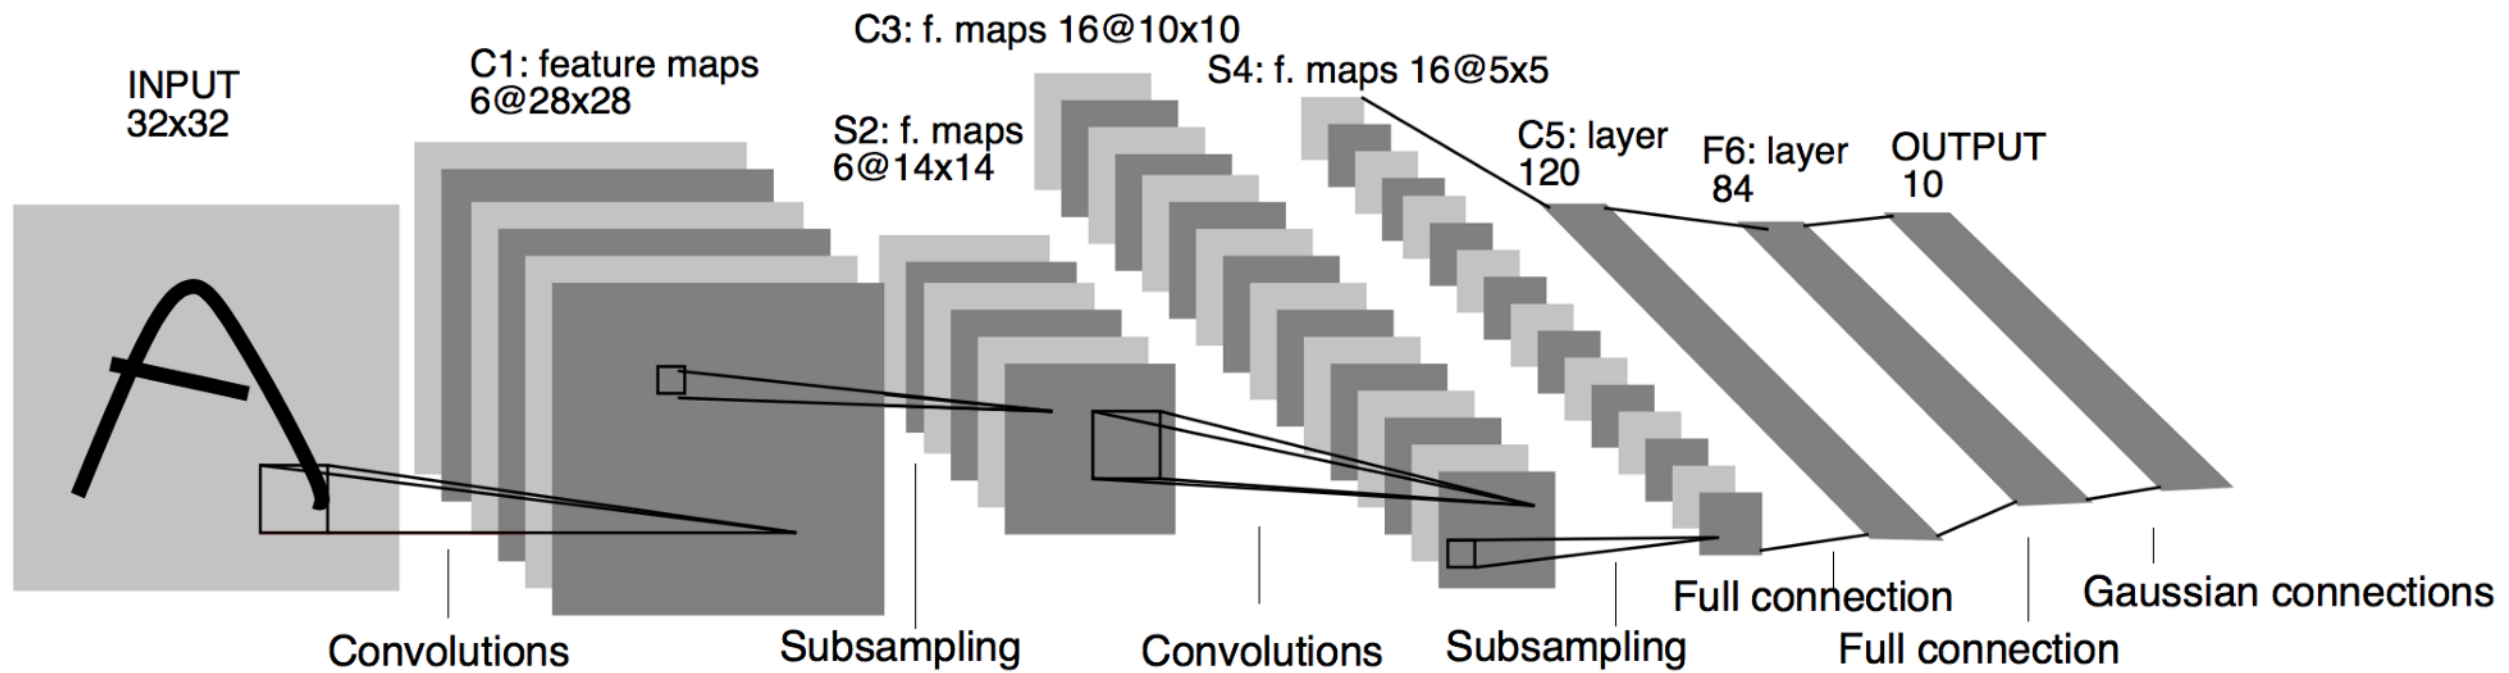 INPUT
32x32
C1: feature maps
6@28x28
S2: f. maps
6@14x14
C3: f. maps 16@10x10
S4: f. maps 16@5x5
C5: layer
120
F6: layer
84
OUTPUT
10
Convolutions
Subsampling
Convolutions
Subsampling
Full connection
Full connection
Gaussian connections